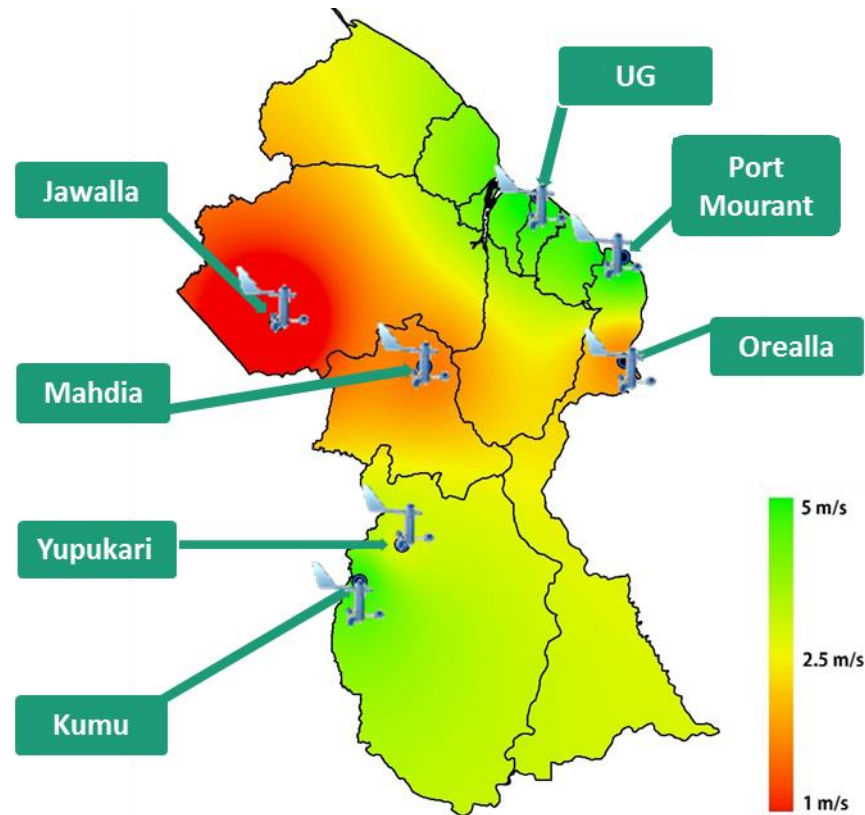 UG
Jawalla
Port
Mourant
Mahdia
Orealla
Yupukari
Kumu
5 m/s
2.5 m/s
1 m/s